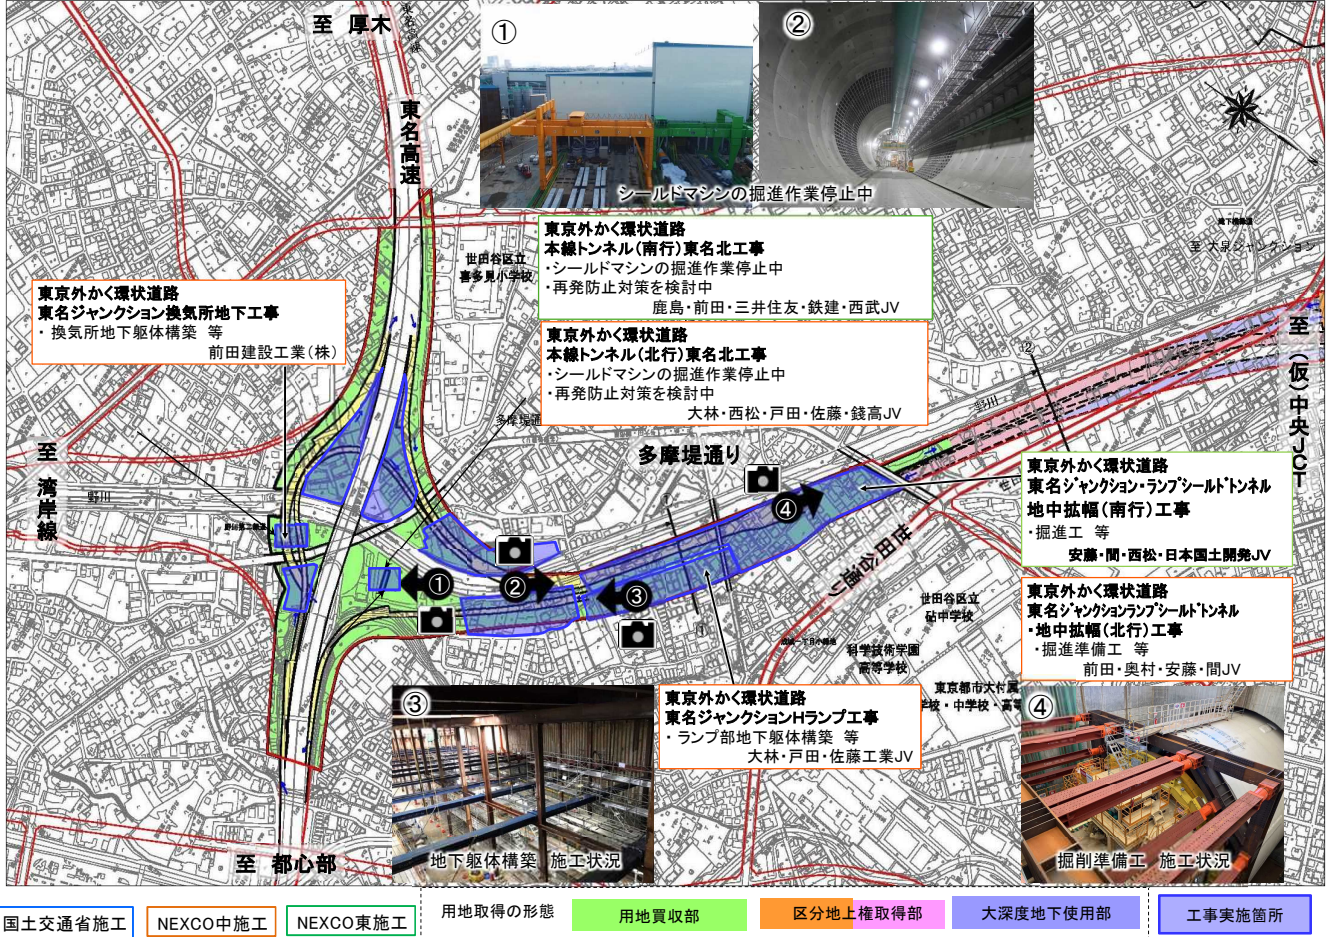 至 厚木
東名高速
①
②
シールドマシンの掘進作業停止中
東京外かく環状道路
本線トンネル(南行)東名北工事
・シールドマシンの掘進作業停止中
・再発防止対策を検討中
鹿島・前田・三井住友・鉄建・西武JV
世田谷区立
喜多見小学校
至 大泉ジャンクション
東京外かく環状道路
東名ジャンクション換気所地下工事
・ 換気所地下躯体構築 等
前田建設工業(株)
東京外かく環状道路
本線トンネル(北行)東名北工事
・シールドマシンの掘進作業停止中
・再発防止対策を検討中
大林・西松・戸田・佐藤・錢高JV
至 (仮)中央JCT
野川
多摩堤通
多摩堤通り
至 湾岸線
野川
東京外かく環状道路
東名ジャンクション・ランプシールドトンネル
地中拡幅(南行)工事
・掘進工 等
安藤・間・西松・日本国土開発JV
④
①
②
③
世田谷通り
世田谷区立
砧中学校
科学技術学園
高等学校
東京都市大付属
東京外かく環状道路
東名ジャンクションランプシールドトンネル
・地中拡幅(北行)工事
・掘進準備工 等
前田・奥村・安藤・間JV
東京外かく環状道路
東名ジャンクションHランプ工事
・ ランプ部地下躯体構築 等
大林・戸田・佐藤工業JV
③
地下躯体構築 施工状況
④
掘削準備工 施工状況
至 都心部
国土交通省施工
NEXCO中施工
NEXCO東施工
用地取得の形態
用地買収部
区分地上権取得部
大深度地下使用部
工事実施箇所